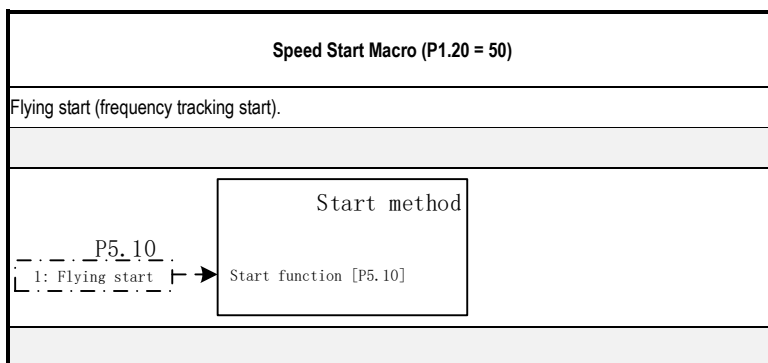 Speed Start Macro (P1.20 = 50)
Flying start (frequency tracking start).
Start method
P5.10
1: Flying start
Start function [P5.10]